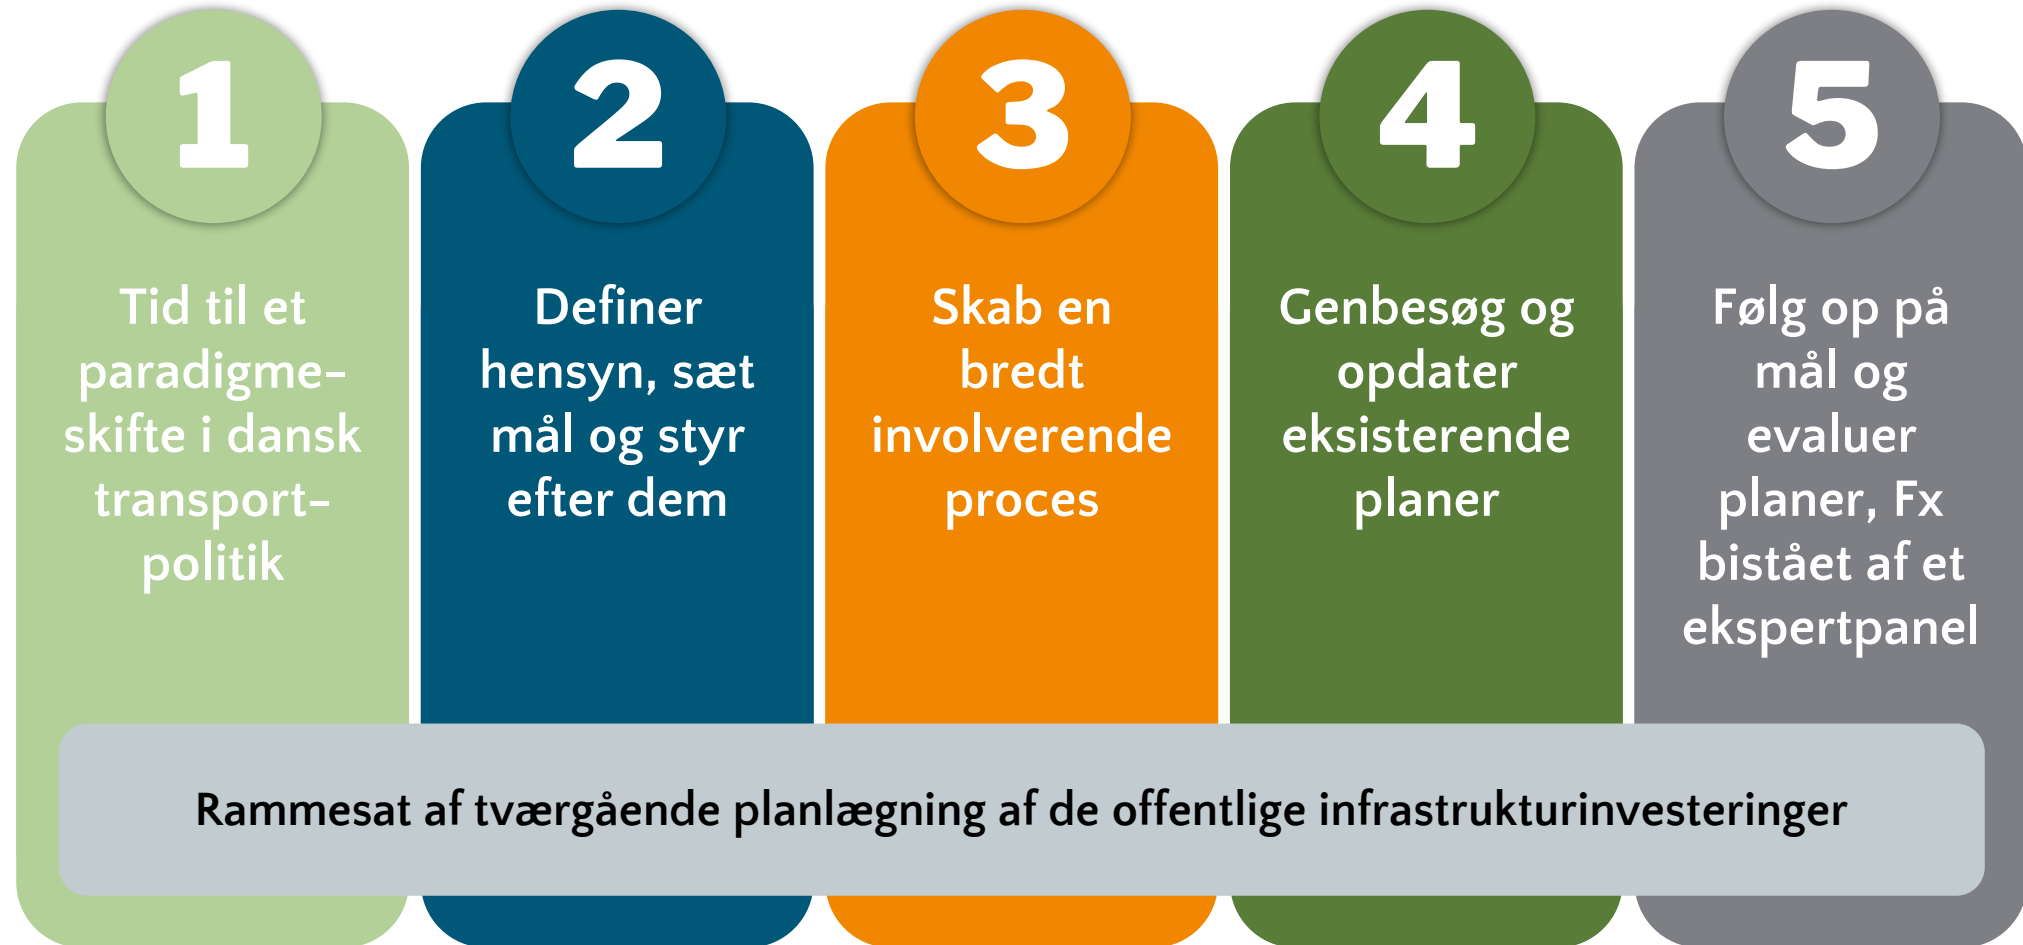 1
Tid til et
paradigme-
skifte i dansk
transport-
politik
2
Definer
hensyn, sæt
mål og styr
efter dem
3
Skab en
bredt
involverende
proces
4
Genbesøg og
opdater
eksisterende
planer
5
Følg op på
mål og
evaluer
planer, Fx
bistået af et
ekspertpanel
Rammesat af tværgående planlægning af de offentlige infrastrukturinvesteringer